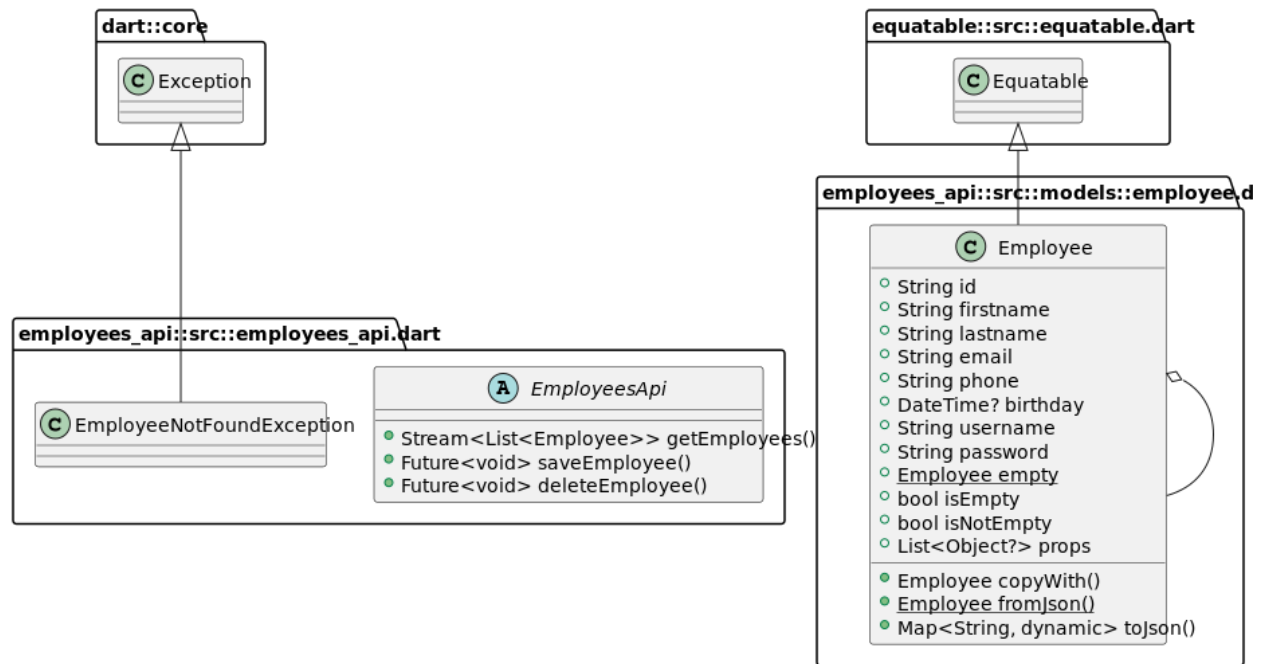 dart::core
C Exception
equatable::src::equatable.dart
C Equatable
employees_api::src::employees_api.dart
C EmployeeNotFoundException
A EmployeesApi
Stream<List<Employee>> getEmployees()
Future<void> saveEmployee()
Future<void> deleteEmployee()
employees_api::src::models::employee.d
C Employee
String id
String firstname
String lastname
String email
String phone
DateTime? birthday
String username
String password
Employee empty
bool isEmpty
bool isNotEmpty
List<Object?> props
Employee copyWith()
Employee fromJson()
Map<String, dynamic> toJson()